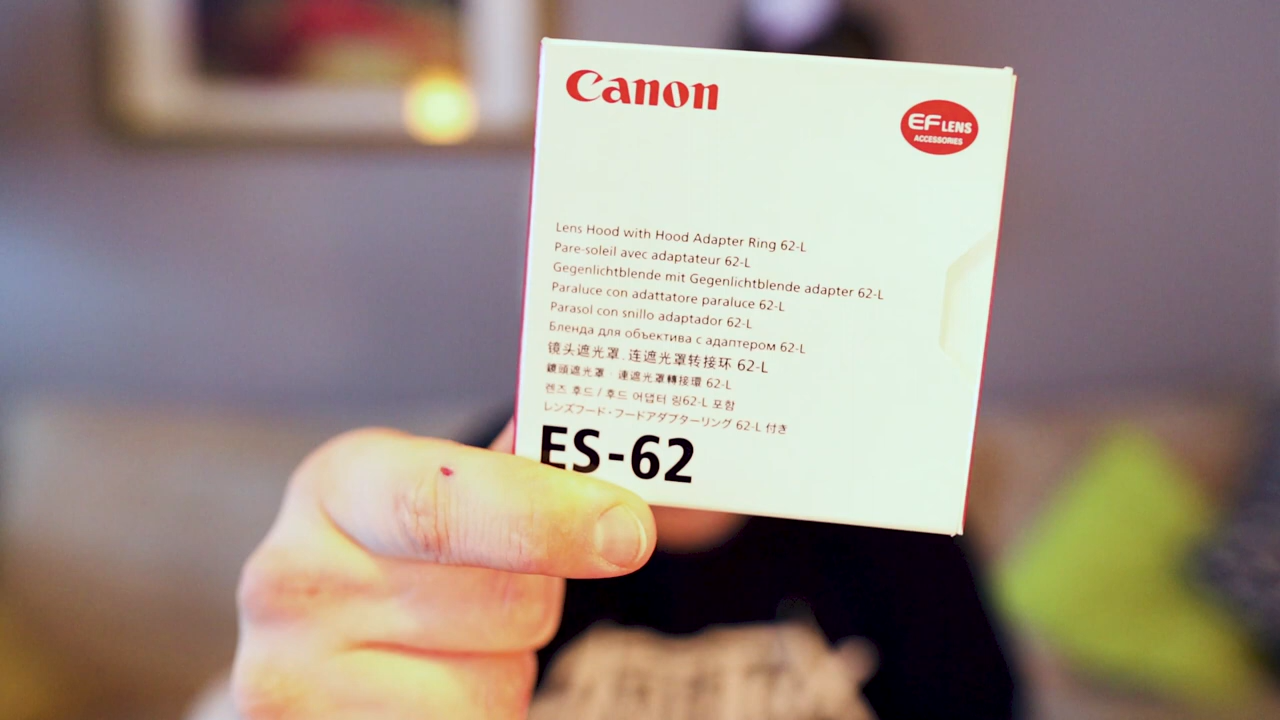 Canon
EF LENS
ACCESSORIES
Lens Hood with Hood Adapter Ring 62-L
Pare-soleil avec adaptateur 62-L
Gegenlichtblende mit Gegenlichtblende adapter 62-L
Paraluce con adattatore paraluce 62-L
Parasol con snillo adaptador 62-L
Бленда для объектива с адаптером 62-L
镜头遮光罩．连遮光罩转接环 62-L
鏡頭遮光罩．連遮光罩轉接環 62-L
렌즈 후드 / 후드 어댑터 링62-L 포함
レンズフード・フードアダプターリング 62-L 付き
ES-62